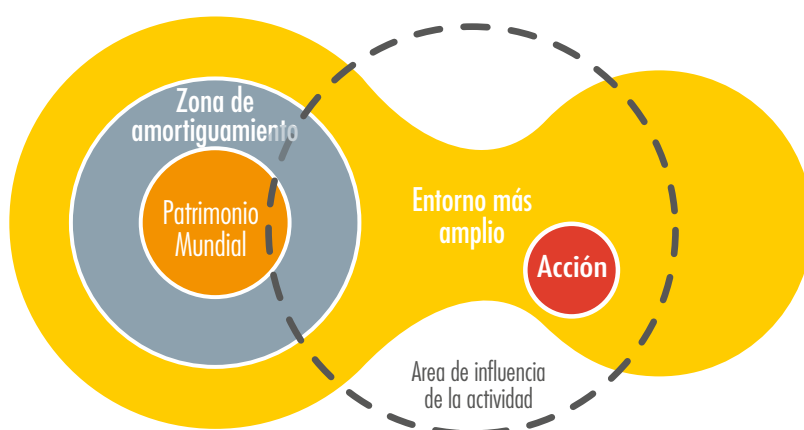 Zona de
amortiguamiento
Patrimonio
Mundial
Entorno más
amplio
Acción
Area de influencia
de la actividad